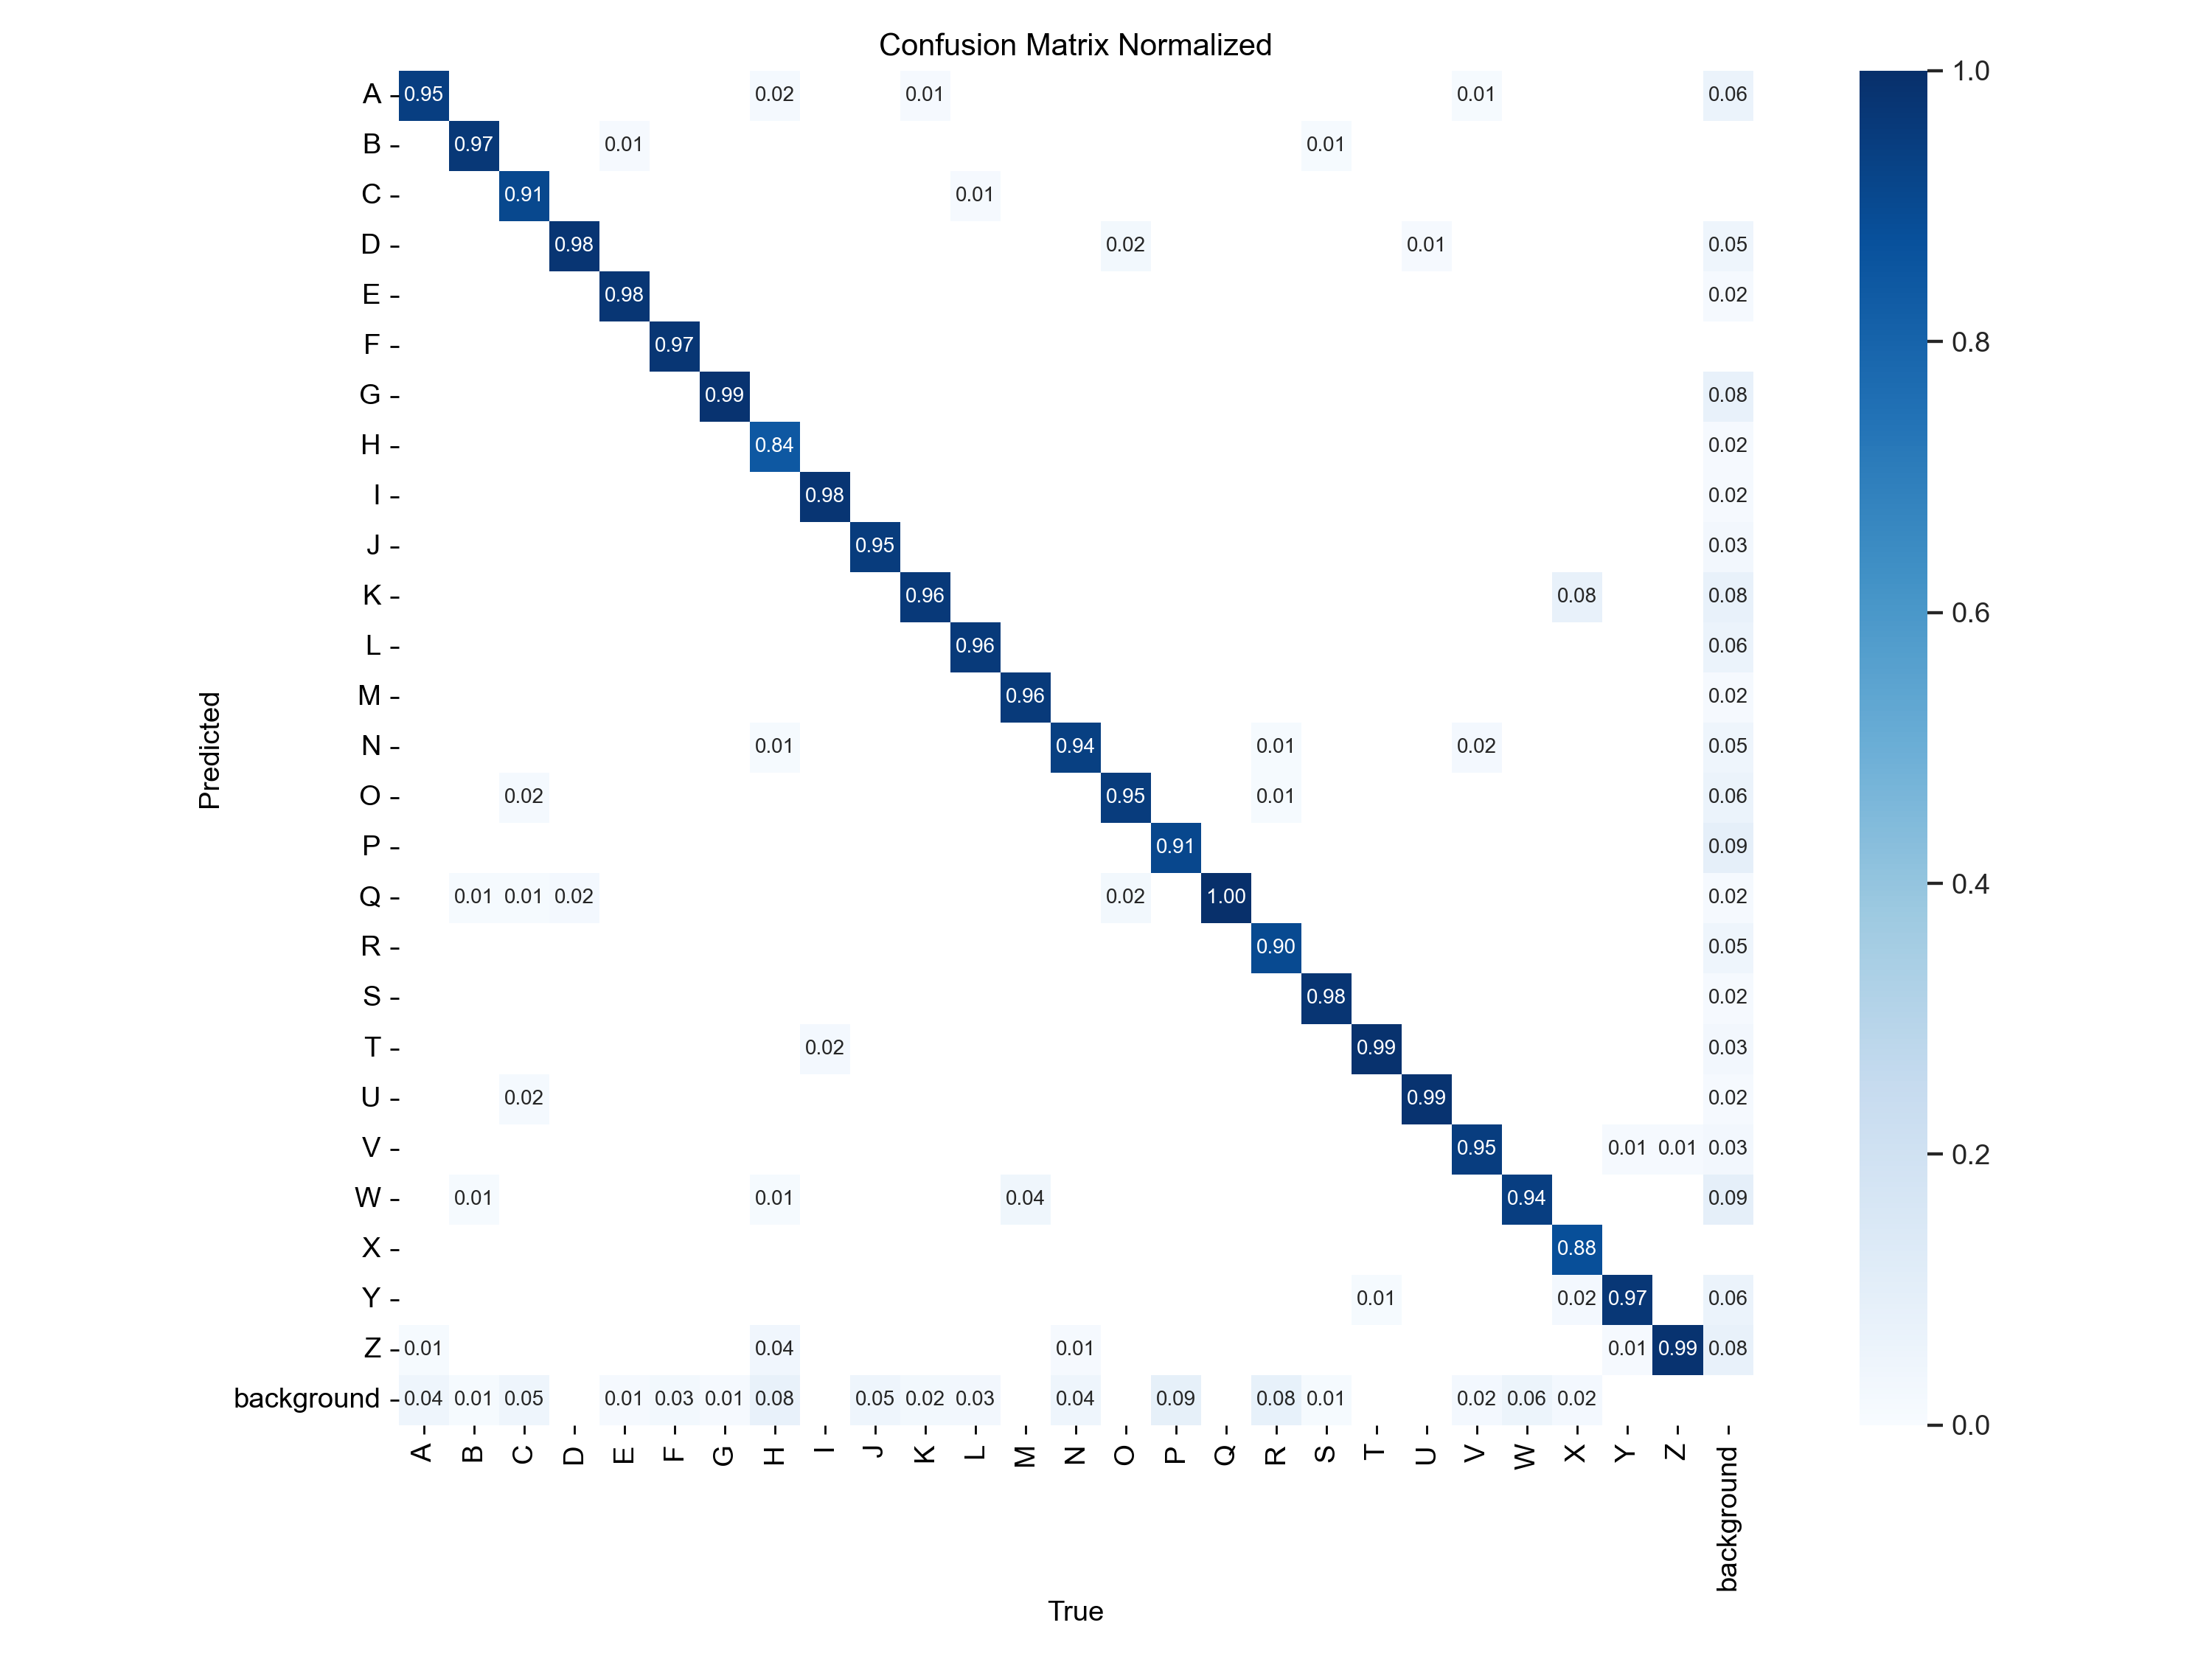 Confusion Matrix Normalized
A 0.95 0.02 0.01 0.01 0.06
B 0.97 0.01 0.01
C 0.91 0.01
D 0.98 0.02 0.01 0.05
E 0.98 0.02
F 0.97
G 0.99 0.08
H 0.84 0.02
I 0.98 0.02
J 0.95 0.03
K 0.96 0.08 0.08
L 0.96 0.06
M 0.96 0.02
N 0.01 0.94 0.01 0.02 0.05
O 0.02 0.95 0.01 0.06
P 0.91 0.09
Q 0.01 0.01 0.02 0.02 1.00 0.02
R 0.90 0.05
S 0.98 0.02
T 0.02 0.99 0.03
U 0.02 0.99 0.02
V 0.95 0.01 0.01 0.03
W 0.01 0.01 0.04 0.94 0.09
X 0.88
Y 0.01 0.02 0.97 0.06
Z 0.01 0.04 0.01 0.01 0.99 0.08
background 0.04 0.01 0.05 0.01 0.03 0.01 0.08 0.05 0.02 0.03 0.04 0.09 0.08 0.01 0.02 0.06 0.02
A B C D E F G H I J K L M N O P Q R S T U V W X Y Z background
Predicted
True
1.0
0.8
0.6
0.4
0.2
0.0